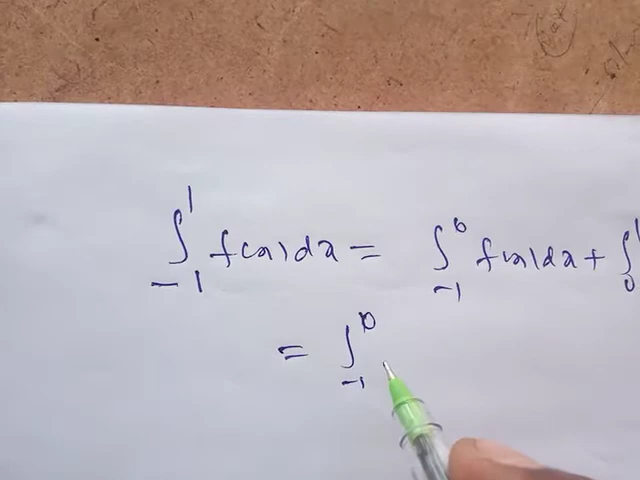 ∫_{-1}^{1} f(x)dx = ∫_{-1}^{0} f(x)dx + ∫_{0}^{1}
= ∫_{-1}^{0}